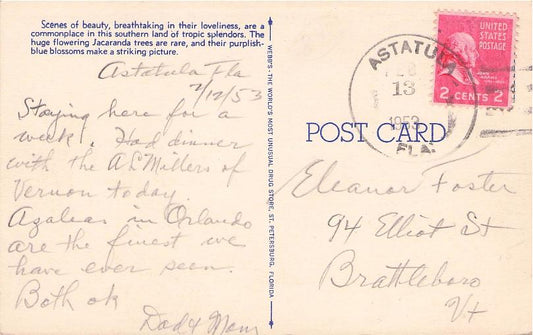 Scenes of beauty, breathtaking in their loveliness, are a
commonplace in this southern land of tropic splendors. The
huge flowering Jacaranda trees are rare, and their purplish-
blue blossoms make a striking picture.
Astatula Fla
2/12/53
Staying here for a
week. Had dinner
with the A L Millers of
Vernon today
Azaleas in Orlando
are the finest we
have ever seen.
Both ok
Dad & Mom
WEBB'S - THE WORLD'S MOST UNUSUAL DRUG STORE, ST. PETERSBURG, FLORIDA
ASTATULA
FEB
13
1953
FLA.
UNITED
STATES
POSTAGE
2 CENTS 2
POST CARD
Eleanor Foster
94 Elliot St
Brattleboro
Vt